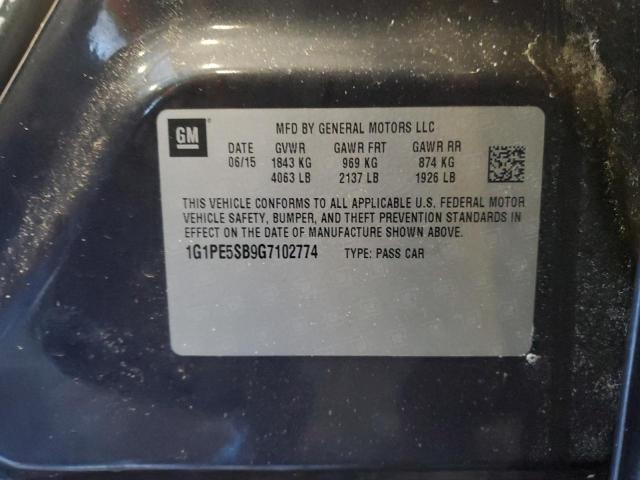 GM
MFD BY GENERAL MOTORS LLC
DATE GVWR GAWR FRT GAWR RR
06/15 1843 KG 969 KG 874 KG
4063 LB 2137 LB 1926 LB
THIS VEHICLE CONFORMS TO ALL APPLICABLE U.S. FEDERAL MOTOR
VEHICLE SAFETY, BUMPER, AND THEFT PREVENTION STANDARDS IN
EFFECT ON THE DATE OF MANUFACTURE SHOWN ABOVE.
1G1PE5SB9G7102774 TYPE: PASS CAR